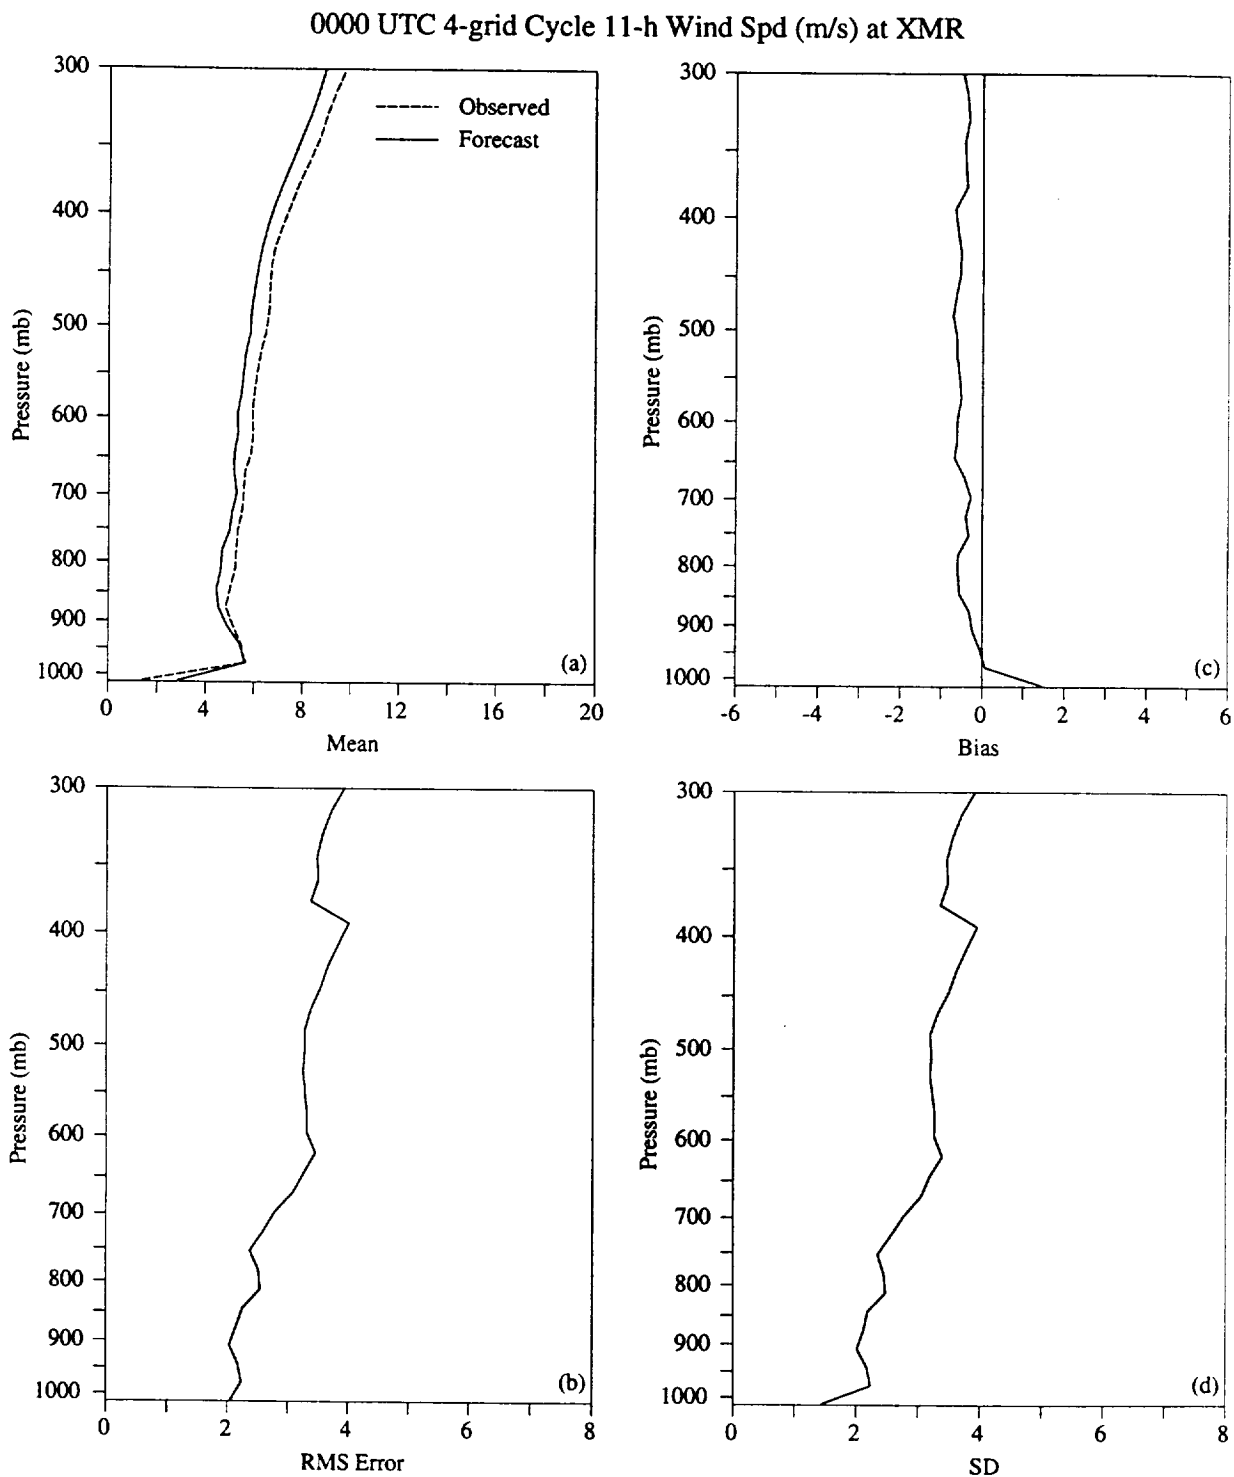 0000 UTC 4-grid Cycle 11-h Wind Spd (m/s) at XMR
300
400
500
600
700
800
900
1000
Pressure (mb)
Observed
Forecast
(a)
0 4 8 12 16 20
Mean
300
400
500
600
700
800
900
1000
Pressure (mb)
(c)
-6 -4 -2 0 2 4 6
Bias
300
400
500
600
700
800
900
1000
Pressure (mb)
(b)
0 2 4 6 8
RMS Error
300
400
500
600
700
800
900
1000
Pressure (mb)
(d)
0 2 4 6 8
SD